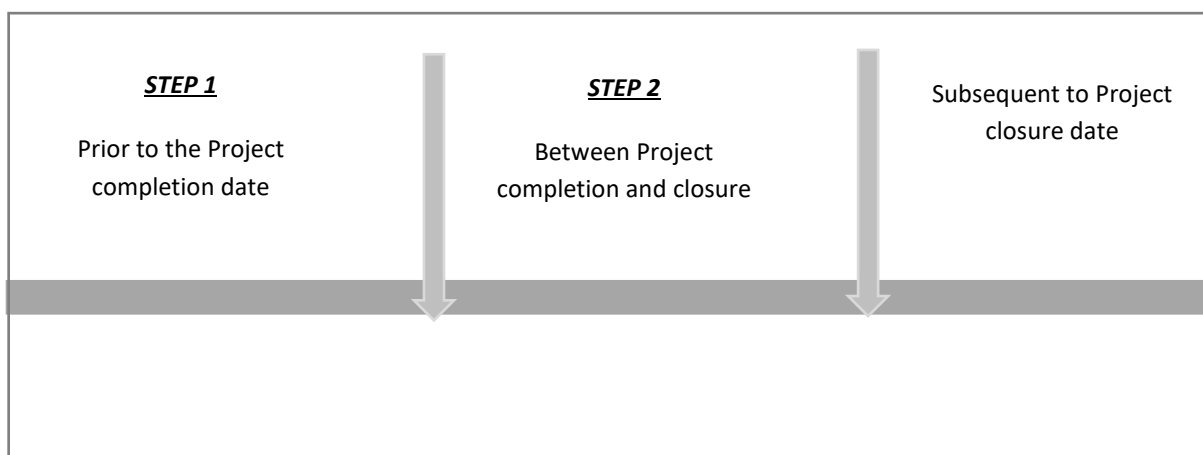 STEP 1
Prior to the Project
completion date
STEP 2
Between Project
completion and closure
Subsequent to Project
closure date